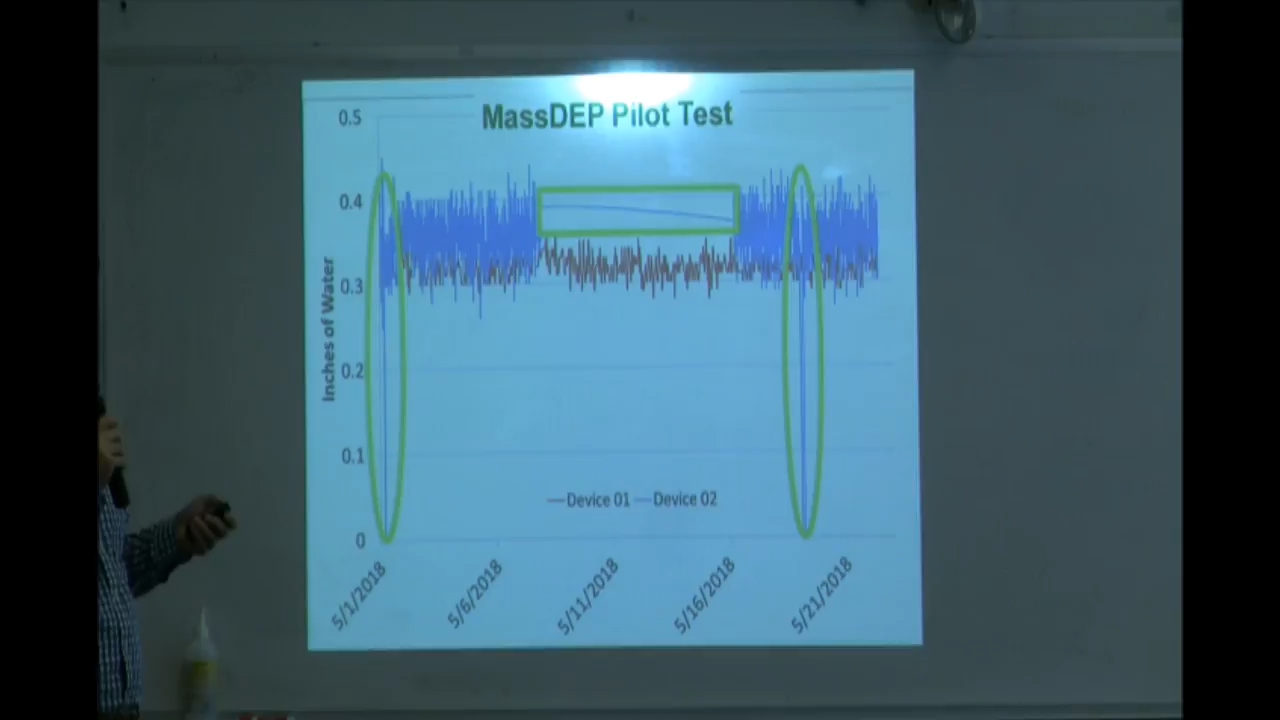 MassDEP Pilot Test
0.5
0.4
0.3
0.2
0.1
0
Inches of Water
Device 01 Device 02
5/1/2018 5/6/2018 5/11/2018 5/16/2018 5/21/2018